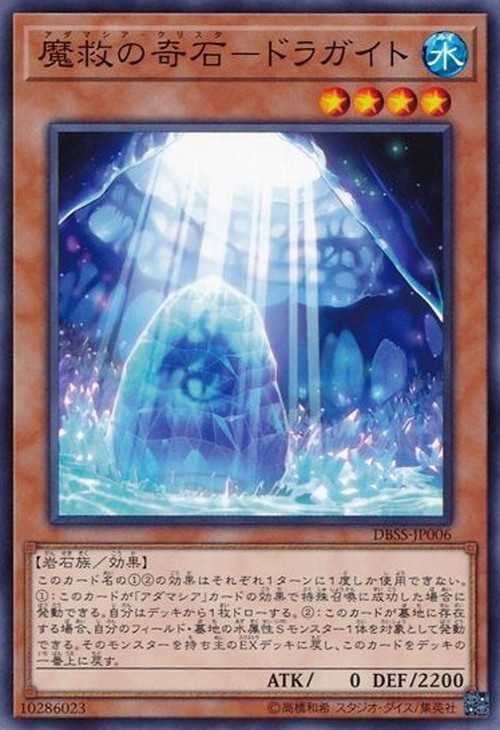 アダマシア・クリスタ
魔救の奇石－ドラガイト
水
DBSS-JP006
【岩石族／効果】
このカード名の①②の効果はそれぞれ1ターンに1度しか使用できない。
①：このカードが「アダマシア」カードの効果で特殊召喚に成功した場合に
発動できる。自分はデッキから1枚ドローする。②：このカードが墓地に存在
する場合、自分のフィールド・墓地の水属性Sモンスター1体を対象として発動
できる。そのモンスターを持ち主のEXデッキに戻し、このカードをデッキの
一番上に戻す。
ATK/ 0 DEF/2200
10286023
©高橋和希 スタジオ・ダイス/集英社